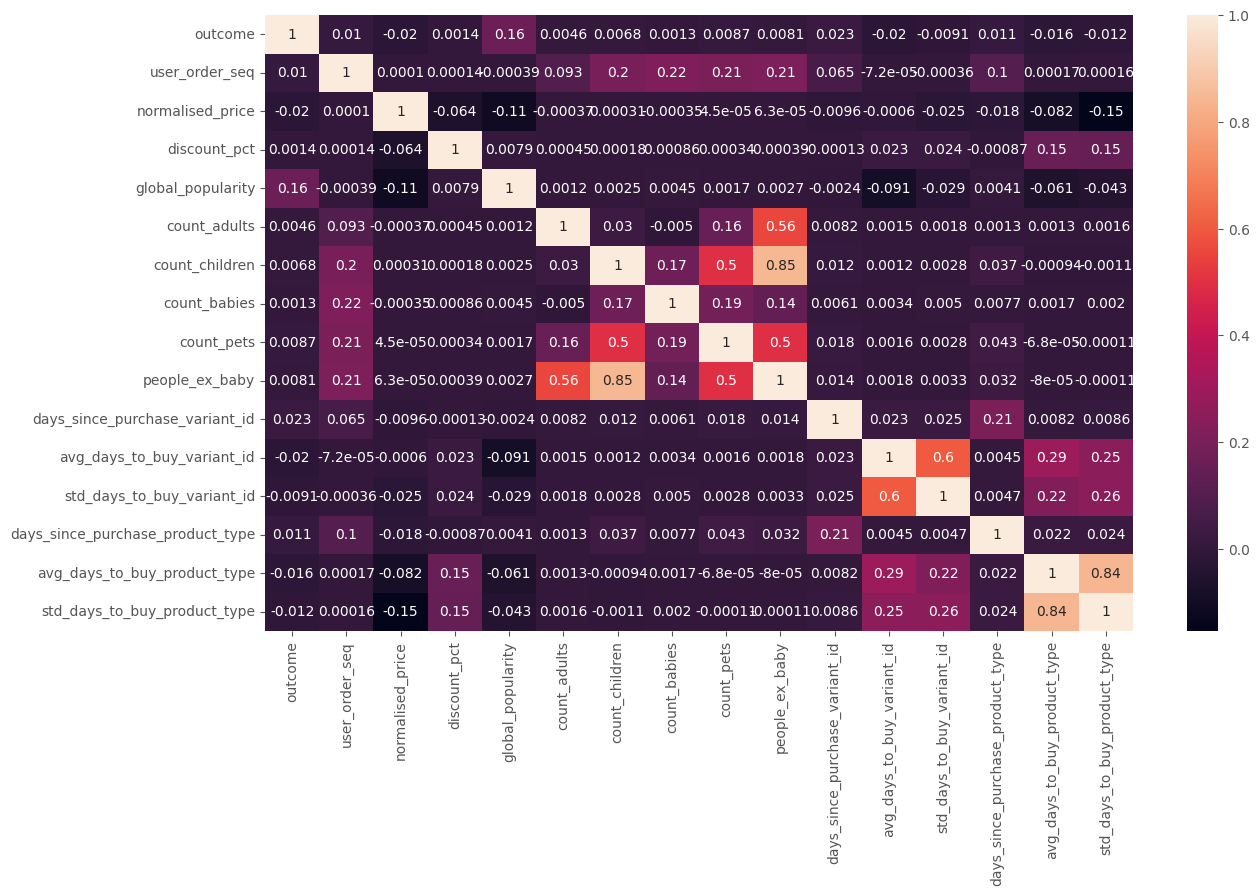 outcome 1 0.01 -0.02 0.0014 0.16 0.0046 0.0068 0.0013 0.0087 0.0081 0.023 -0.02 -0.0091 0.011 -0.016 -0.012 1.0
user_order_seq 0.01 1 0.0001 0.00014 -0.00039 0.093 0.2 0.22 0.21 0.21 0.065 -7.2e-05 -0.00036 0.1 0.00017 0.00016
normalised_price -0.02 0.0001 1 -0.064 -0.11 -0.00037 0.00031 -0.00035 4.5e-05 6.3e-05 -0.0096 -0.0006 -0.025 -0.018 -0.082 -0.15 0.8
discount_pct 0.0014 0.00014 -0.064 1 0.0079 0.00045 0.00018 0.00086 0.00034 0.00039 -0.00013 0.023 0.024 -0.00087 0.15 0.15
global_popularity 0.16 -0.00039 -0.11 0.0079 1 0.0012 0.0025 0.0045 0.0017 0.0027 -0.0024 -0.091 -0.029 0.0041 -0.061 -0.043
count_adults 0.0046 0.093 -0.00037 0.00045 0.0012 1 0.03 -0.005 0.16 0.56 0.0082 0.0015 0.0018 0.0013 0.0013 0.0016 0.6
count_children 0.0068 0.2 0.00031 0.00018 0.0025 0.03 1 0.17 0.5 0.85 0.012 0.0012 0.0028 0.037 -0.00094 -0.0011
count_babies 0.0013 0.22 -0.00035 0.00086 0.0045 -0.005 0.17 1 0.19 0.14 0.0061 0.0034 0.005 0.0077 0.0017 0.002
count_pets 0.0087 0.21 4.5e-05 0.00034 0.0017 0.16 0.5 0.19 1 0.5 0.018 0.0016 0.0028 0.043 -6.8e-05 -0.00011 0.4
people_ex_baby 0.0081 0.21 6.3e-05 0.00039 0.0027 0.56 0.85 0.14 0.5 1 0.014 0.0018 0.0033 0.032 -8e-05 -0.00011
days_since_purchase_variant_id 0.023 0.065 -0.0096 -0.00013 -0.0024 0.0082 0.012 0.0061 0.018 0.014 1 0.023 0.025 0.21 0.0082 0.0086
avg_days_to_buy_variant_id -0.02 -7.2e-05 -0.0006 0.023 -0.091 0.0015 0.0012 0.0034 0.0016 0.0018 0.023 1 0.6 0.0045 0.29 0.25 0.2
std_days_to_buy_variant_id -0.0091 -0.00036 -0.025 0.024 -0.029 0.0018 0.0028 0.005 0.0028 0.0033 0.025 0.6 1 0.0047 0.22 0.26
days_since_purchase_product_type 0.011 0.1 -0.018 -0.00087 0.0041 0.0013 0.037 0.0077 0.043 0.032 0.21 0.0045 0.0047 1 0.022 0.024 0.0
avg_days_to_buy_product_type -0.016 0.00017 -0.082 0.15 -0.061 0.0013 -0.00094 0.0017 -6.8e-05 -8e-05 0.0082 0.29 0.22 0.022 1 0.84
std_days_to_buy_product_type -0.012 0.00016 -0.15 0.15 -0.043 0.0016 -0.0011 0.002 -0.00011 -0.00011 0.0086 0.25 0.26 0.024 0.84 1
outcome
user_order_seq
normalised_price
discount_pct
global_popularity
count_adults
count_children
count_babies
count_pets
people_ex_baby
days_since_purchase_variant_id
avg_days_to_buy_variant_id
std_days_to_buy_variant_id
days_since_purchase_product_type
avg_days_to_buy_product_type
std_days_to_buy_product_type